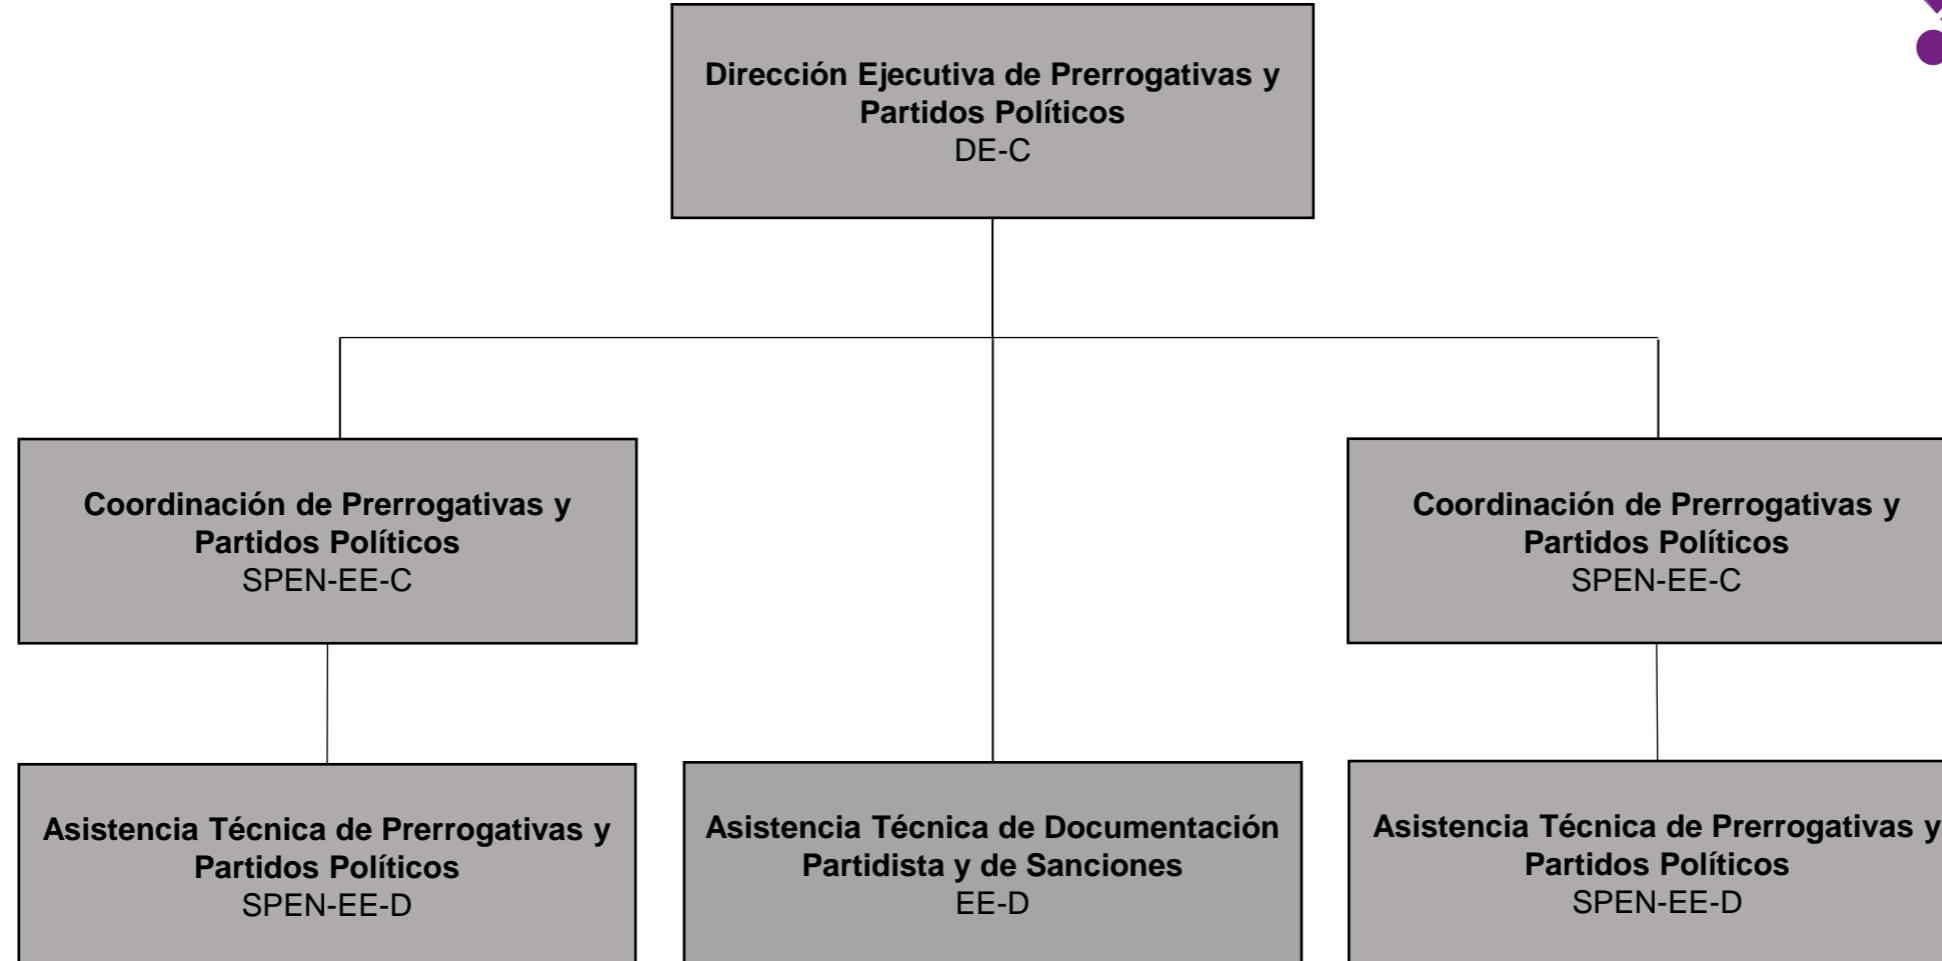 Dirección Ejecutiva de Prerrogativas y
Partidos Políticos
DE-C
Coordinación de Prerrogativas y
Partidos Políticos
SPEN-EE-C
Coordinación de Prerrogativas y
Partidos Políticos
SPEN-EE-C
Asistencia Técnica de Prerrogativas y
Partidos Políticos
SPEN-EE-D
Asistencia Técnica de Documentación
Partidista y de Sanciones
EE-D
Asistencia Técnica de Prerrogativas y
Partidos Políticos
SPEN-EE-D